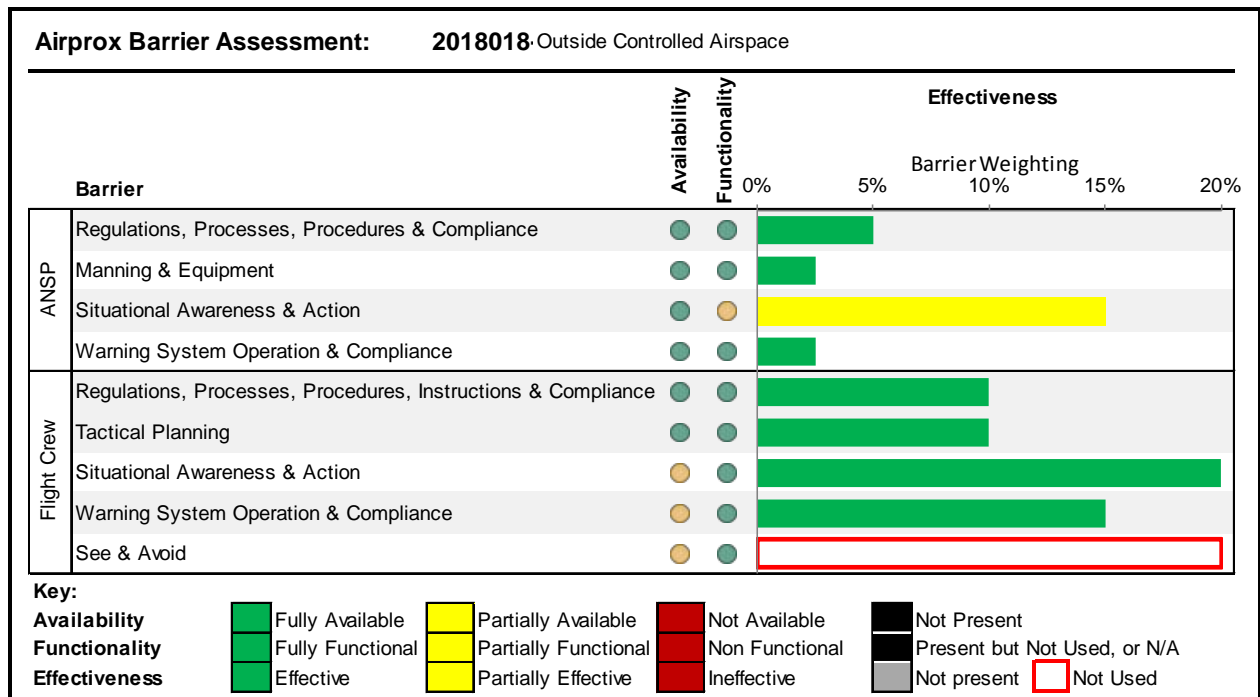 Airprox Barrier Assessment: 2018018 Outside Controlled Airspace
Availability
Functionality
Effectiveness
Barrier Weighting
Barrier
0% 5% 10% 15% 20%
ANSP
Regulations, Processes, Procedures & Compliance
Manning & Equipment
Situational Awareness & Action
Warning System Operation & Compliance
Flight Crew
Regulations, Processes, Procedures, Instructions & Compliance
Tactical Planning
Situational Awareness & Action
Warning System Operation & Compliance
See & Avoid
Key:
Availability Fully Available Partially Available Not Available Not Present
Functionality Fully Functional Partially Functional Non Functional Present but Not Used, or N/A
Effectiveness Effective Partially Effective Ineffective Not present Not Used